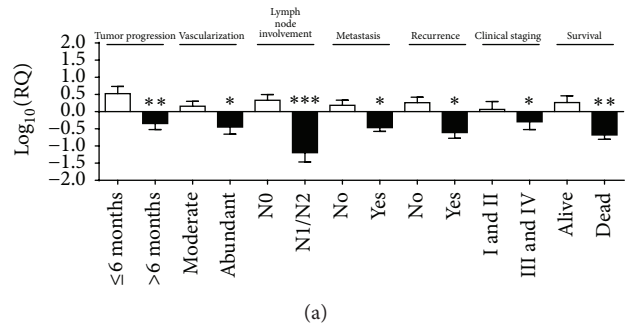 Lymph
node
Tumor progression Vascularization involvement Metastasis Recurrence Clinical staging Survival
2.0
1.5
1.0
0.5
0.0
−0.5
−1.0
−1.5
−2.0
Log10(RQ)
** * *** * * * **
≤6 months
>6 months
Moderate
Abundant
N0
N1/N2
No
Yes
No
Yes
I and II
III and IV
Alive
Dead
(a)